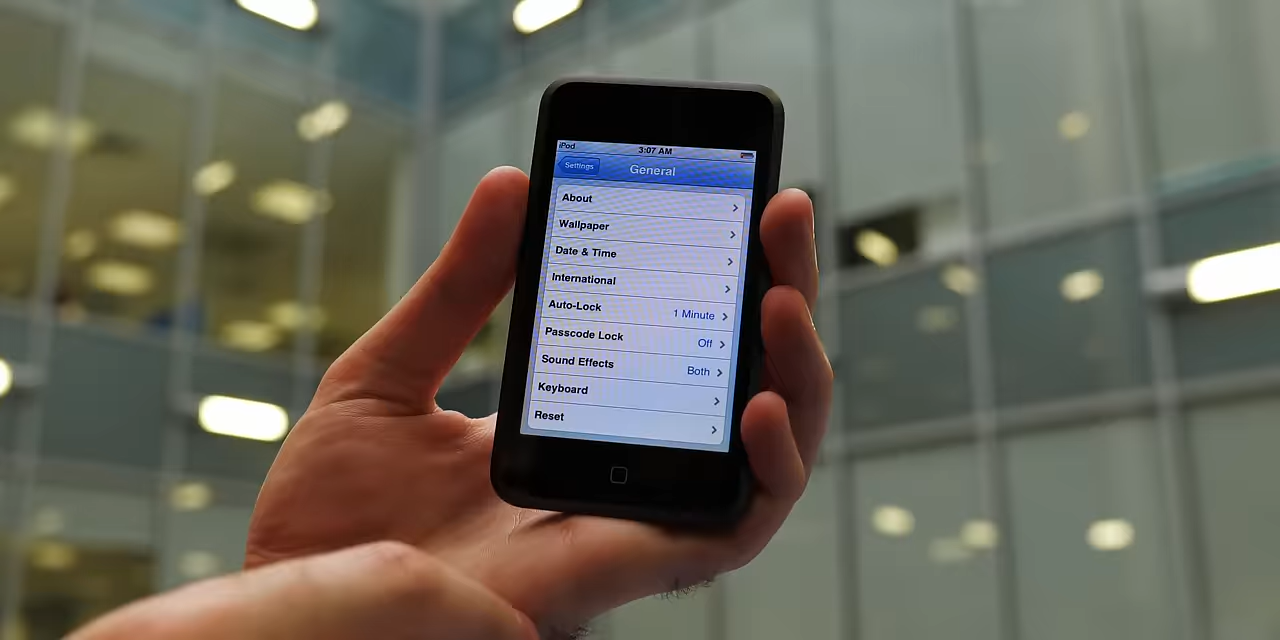 iPod 3:07 AM
Settings General
About
Wallpaper
Date & Time
International
Auto-Lock 1 Minute
Passcode Lock Off
Sound Effects Both
Keyboard
Reset